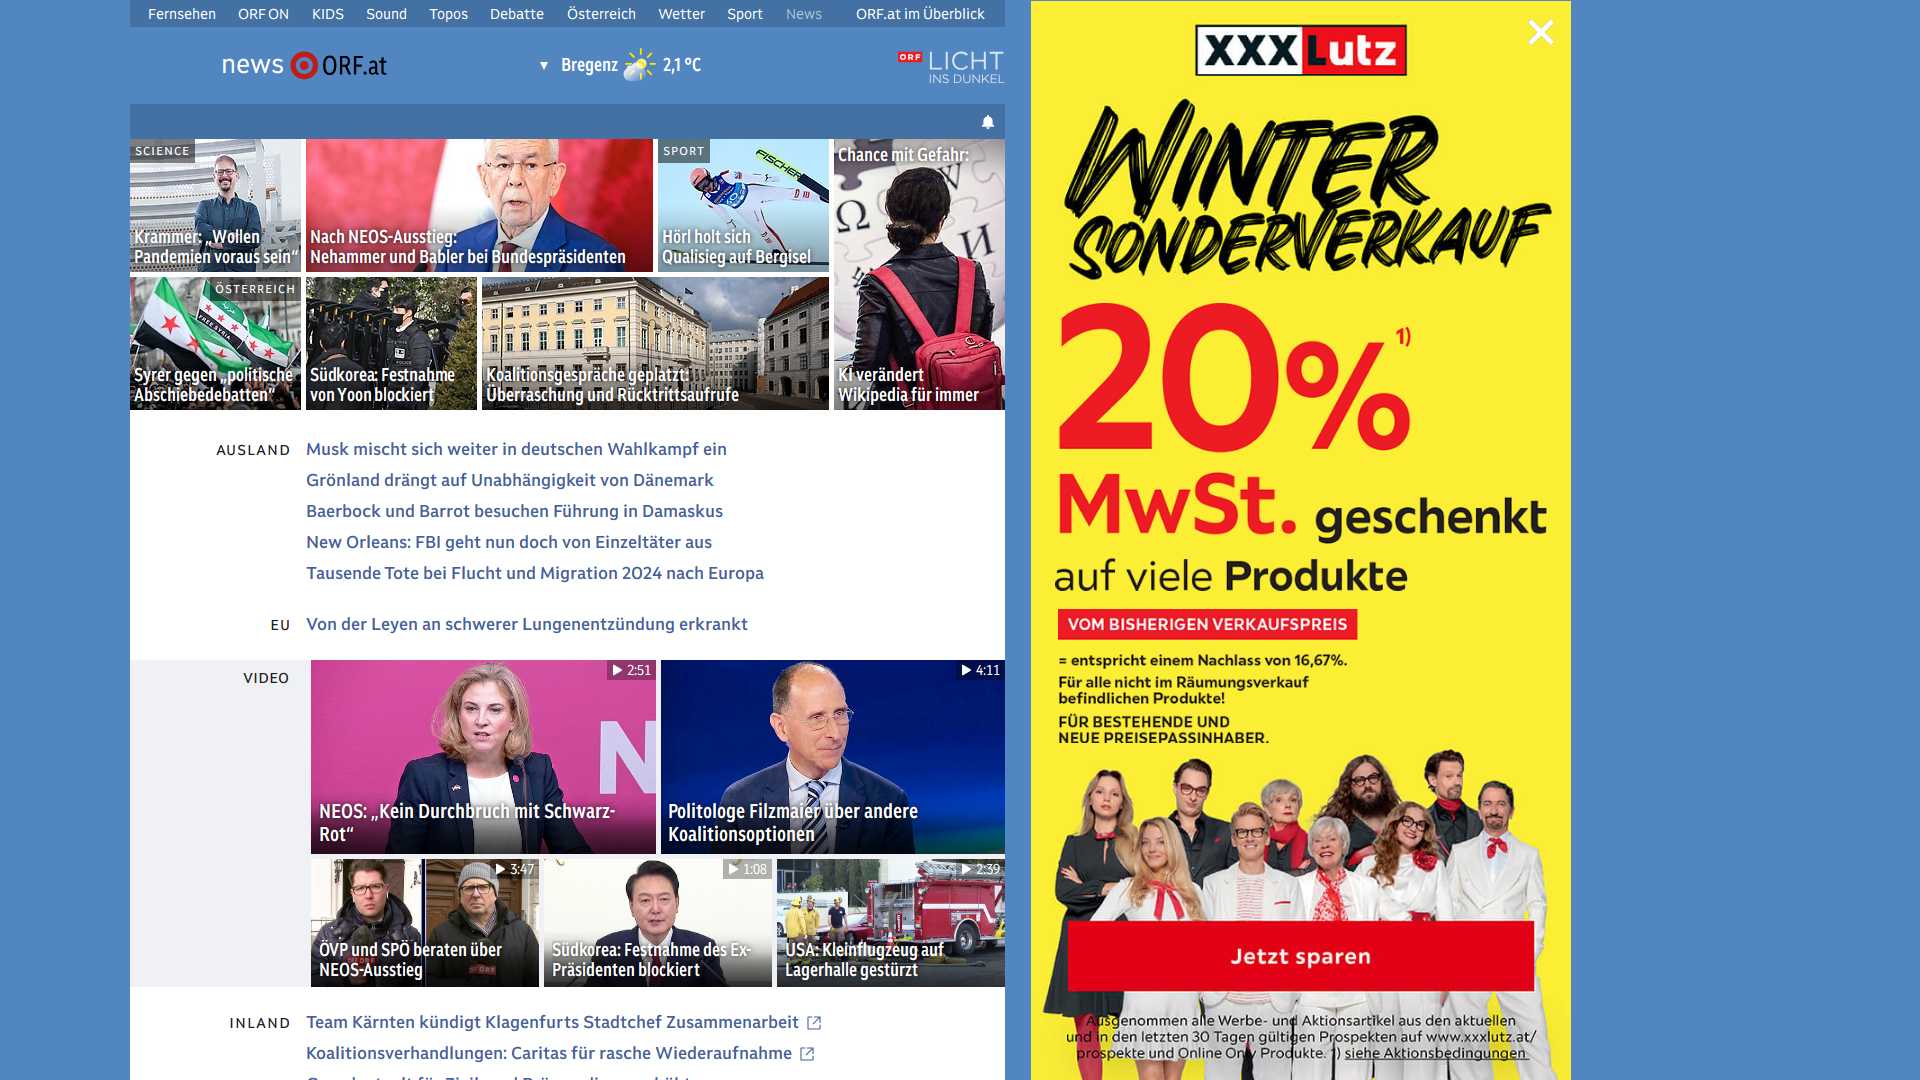 Fernsehen ORF ON KIDS Sound Topos Debatte Österreich Wetter Sport News ORF.at im Überblick
news ORF.at
▼ Bregenz 2,1 °C
ORF LICHT
INS DUNKEL
SCIENCE
Krammer: „Wollen
Pandemien voraus sein“
Nach NEOS-Ausstieg:
Nehammer und Babler bei Bundespräsidenten
SPORT
FISCHER
Hörl holt sich
Qualisieg auf Bergisel
Chance mit Gefahr:
KI verändert
Wikipedia für immer
ÖSTERREICH
FREE SYRIA
Syrer gegen „politische
Abschiebedebatten“
POLICE
Südkorea: Festnahme
von Yoon blockiert
Koalitionsgespräche geplatzt:
Überraschung und Rücktrittsaufrufe
AUSLAND
Musk mischt sich weiter in deutschen Wahlkampf ein
Grönland drängt auf Unabhängigkeit von Dänemark
Baerbock und Barrot besuchen Führung in Damaskus
New Orleans: FBI geht nun doch von Einzeltäter aus
Tausende Tote bei Flucht und Migration 2024 nach Europa
EU
Von der Leyen an schwerer Lungenentzündung erkrankt
VIDEO
2:51
NEOS: „Kein Durchbruch mit Schwarz-
Rot“
4:11
Politologe Filzmaier über andere
Koalitionsoptionen
3:47
ÖVP und SPÖ beraten über
NEOS-Ausstieg
1:08
Südkorea: Festnahme des Ex-
Präsidenten blockiert
2:39
USA: Kleinflugzeug auf
Lagerhalle gestürzt
INLAND
Team Kärnten kündigt Klagenfurts Stadtchef Zusammenarbeit
Koalitionsverhandlungen: Caritas für rasche Wiederaufnahme
XXXLutz
WINTER
SONDERVERKAUF
20% 1)
MwSt. geschenkt
auf viele Produkte
VOM BISHERIGEN VERKAUFSPREIS
= entspricht einem Nachlass von 16,67%.
Für alle nicht im Räumungsverkauf
befindlichen Produkte!
FÜR BESTEHENDE UND
NEUE PREISEPASSINHABER.
Jetzt sparen
Ausgenommen alle Werbe- und Aktionsartikel aus den aktuellen
und in den letzten 30 Tagen gültigen Prospekten auf www.xxxlutz.at/
prospekte und Online Only Produkte. 1) siehe Aktionsbedingungen